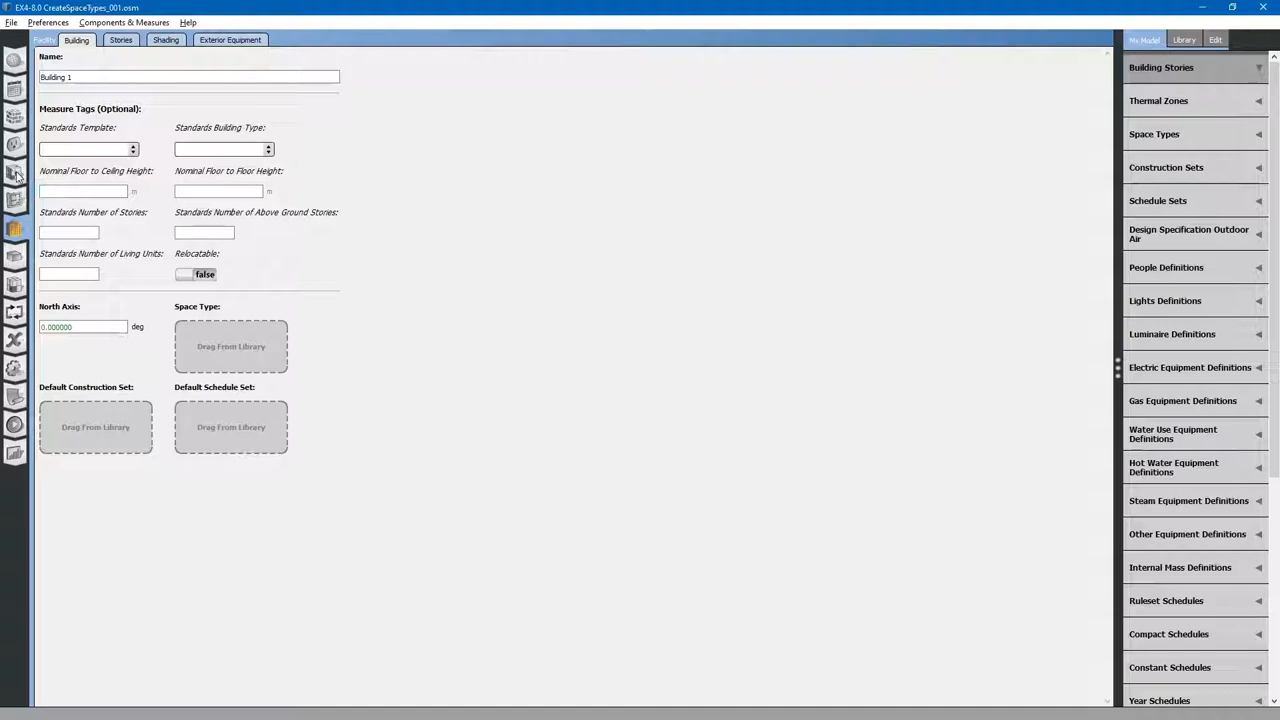 EX4-8.0 CreateSpaceTypes_001.osm
File Preferences Components & Measures Help
Facility Building Stories Shading Exterior Equipment
My Model Library Edit
Name:
Building 1
Measure Tags (Optional):
Standards Template: Standards Building Type:
Nominal Floor to Ceiling Height: Nominal Floor to Floor Height:
m m
Standards Number of Stories: Standards Number of Above Ground Stories:
Standards Number of Living Units: Relocatable:
false
North Axis: Space Type:
0.000000 deg
Drag From Library
Default Construction Set: Default Schedule Set:
Drag From Library Drag From Library
Building Stories
Thermal Zones
Space Types
Construction Sets
Schedule Sets
Design Specification Outdoor
Air
People Definitions
Lights Definitions
Luminaire Definitions
Electric Equipment Definitions
Gas Equipment Definitions
Water Use Equipment
Definitions
Hot Water Equipment
Definitions
Steam Equipment Definitions
Other Equipment Definitions
Internal Mass Definitions
Ruleset Schedules
Compact Schedules
Constant Schedules
Year Schedules